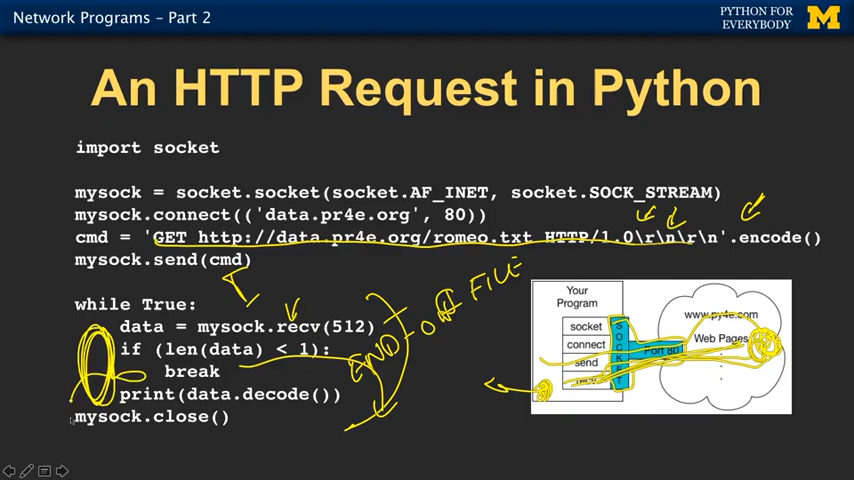 Network Programs – Part 2
PYTHON FOR
EVERYBODY
M
An HTTP Request in Python
import socket
mysock = socket.socket(socket.AF_INET, socket.SOCK_STREAM)
mysock.connect(('data.pr4e.org', 80))
cmd = 'GET http://data.pr4e.org/romeo.txt HTTP/1.0\r\n\r\n'.encode()
mysock.send(cmd)
while True:
data = mysock.recv(512)
if (len(data) < 1):
break
print(data.decode())
mysock.close()
END-OF FILE
Your
Program
socket
connect
send
S
O
C
K
E
T
Port 80
www.py4e.com
Web Pages
.
.